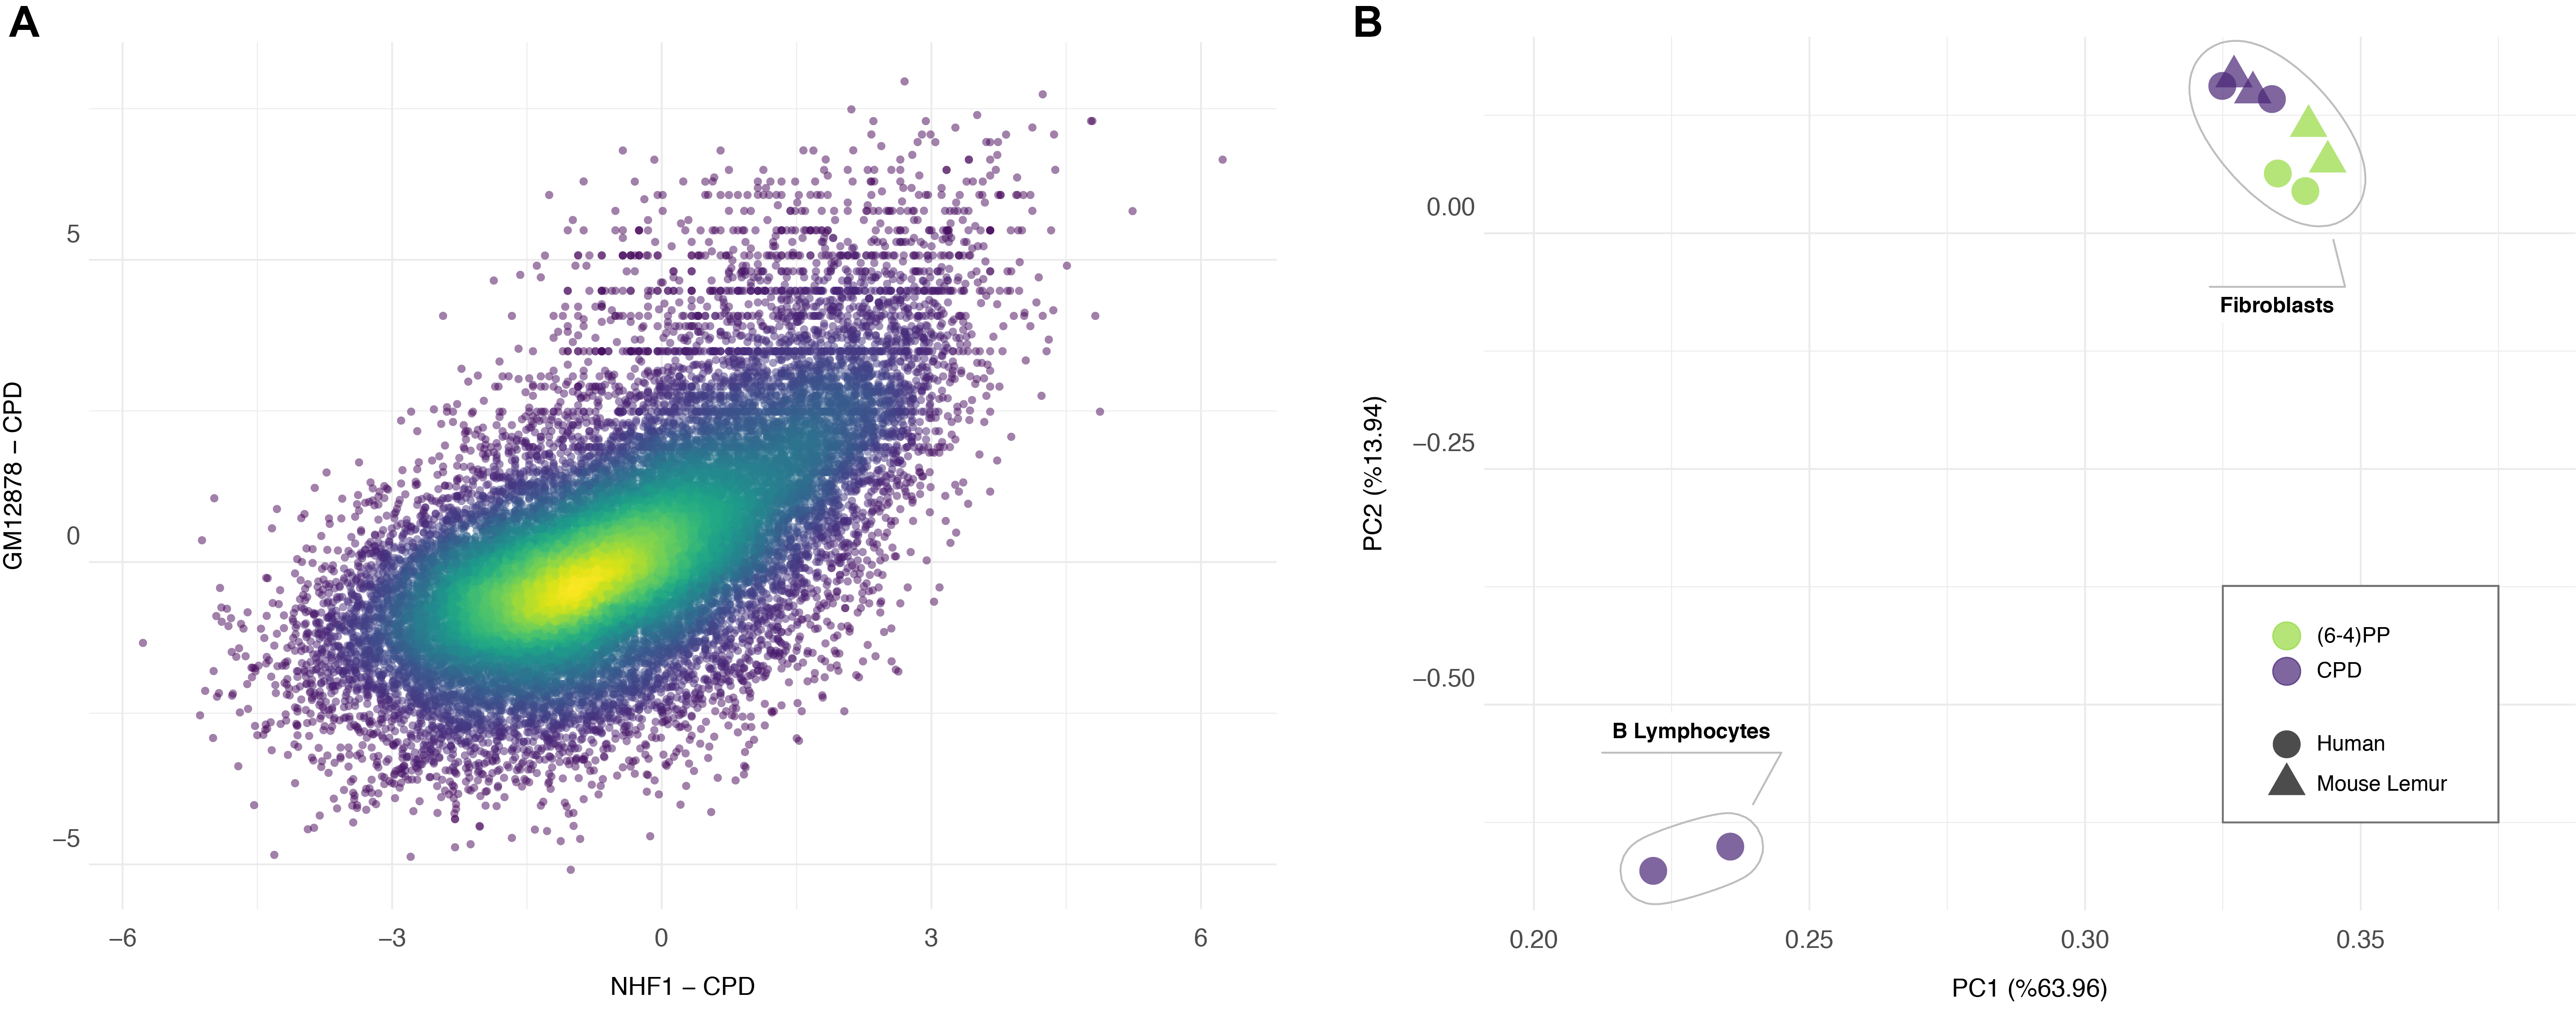 A
GM12878 – CPD
5
0
−5
−6
−3
0
3
6
NHF1 – CPD
B
PC2 (%13.94)
0.00
−0.25
−0.50
Fibroblasts
B Lymphocytes
(6-4)PP
CPD
Human
Mouse Lemur
0.20
0.25
0.30
0.35
PC1 (%63.96)